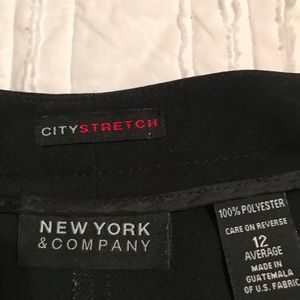 CITYSTRETCH
NEW YORK
& COMPANY
100% POLYESTER
CARE ON REVERSE
12
AVERAGE
MADE IN
GUATEMALA
OF U.S. FABRIC